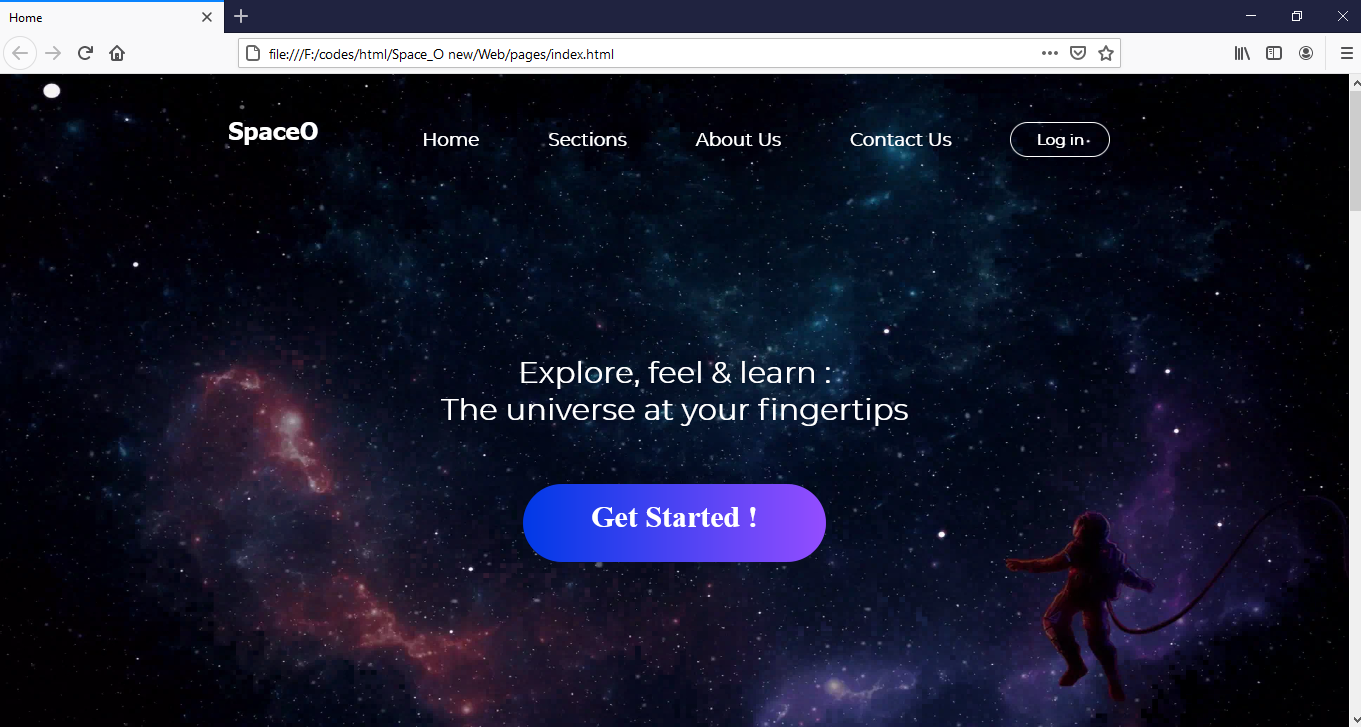 Home
file:///F:/codes/html/Space_O new/Web/pages/index.html
SpaceO
Home
Sections
About Us
Contact Us
Log in
Explore, feel & learn :
The universe at your fingertips
Get Started !